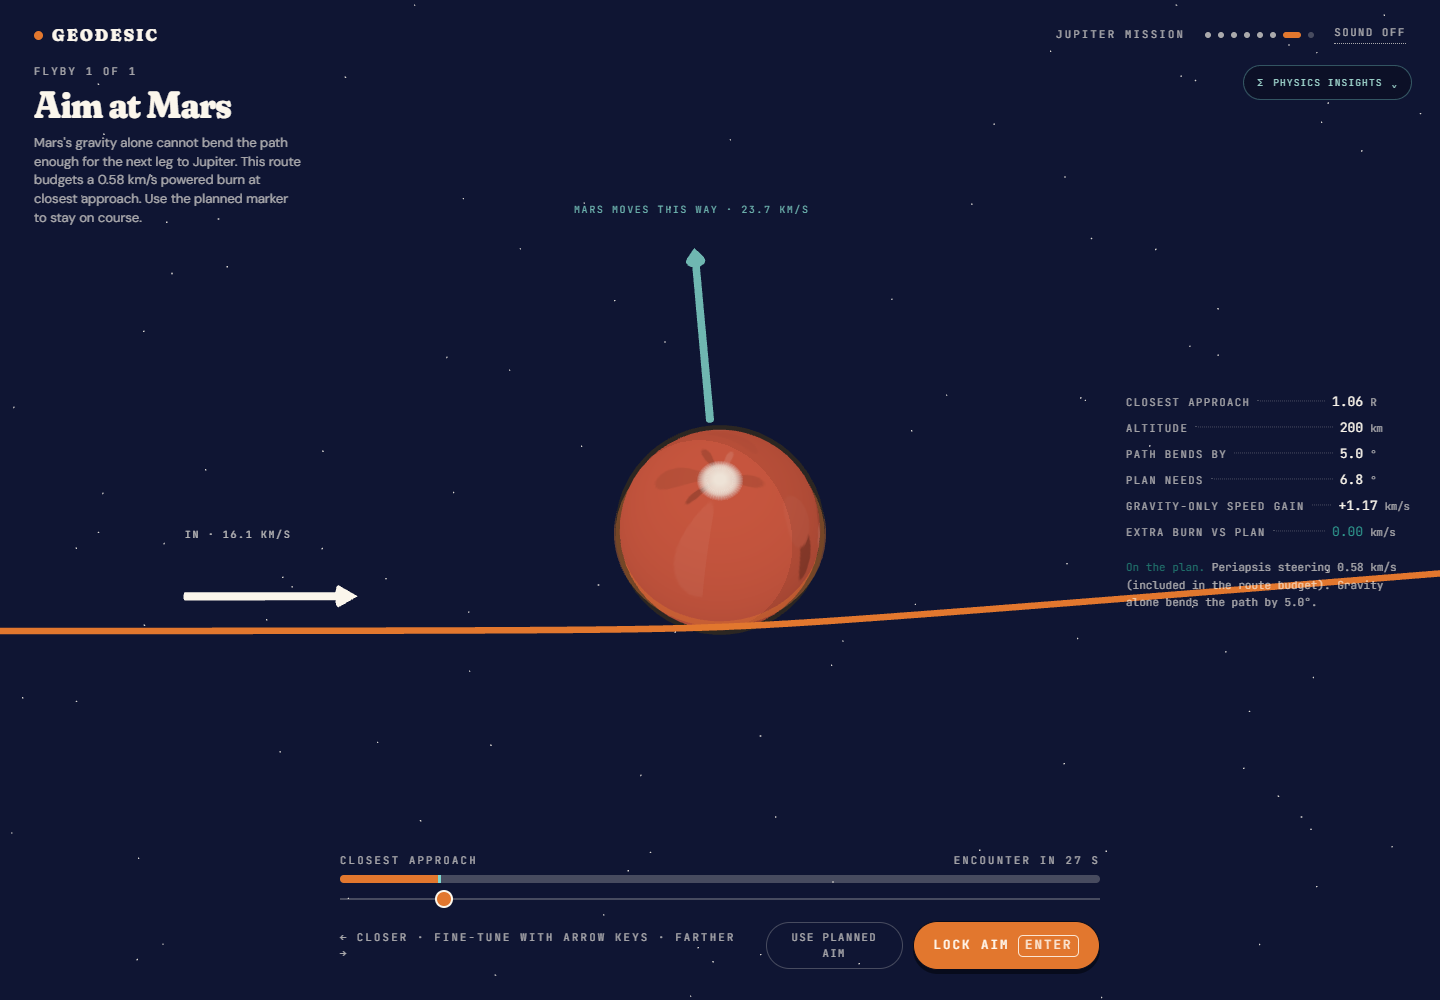 GEODESIC
JUPITER MISSION
SOUND OFF
FLYBY 1 OF 1
Σ PHYSICS INSIGHTS ⌄
Aim at Mars
Mars's gravity alone cannot bend the path
enough for the next leg to Jupiter. This route
budgets a 0.58 km/s powered burn at
closest approach. Use the planned marker
to stay on course.
MARS MOVES THIS WAY · 23.7 KM/S
CLOSEST APPROACH 1.06 R
ALTITUDE 200 km
PATH BENDS BY 5.0 °
PLAN NEEDS 6.8 °
GRAVITY-ONLY SPEED GAIN +1.17 km/s
EXTRA BURN VS PLAN 0.00 km/s
IN · 16.1 KM/S
On the plan. Periapsis steering 0.58 km/s
(included in the route budget). Gravity
alone bends the path by 5.0°.
CLOSEST APPROACH
ENCOUNTER IN 27 S
← CLOSER · FINE-TUNE WITH ARROW KEYS · FARTHER
→
USE PLANNED
AIM
LOCK AIM ENTER